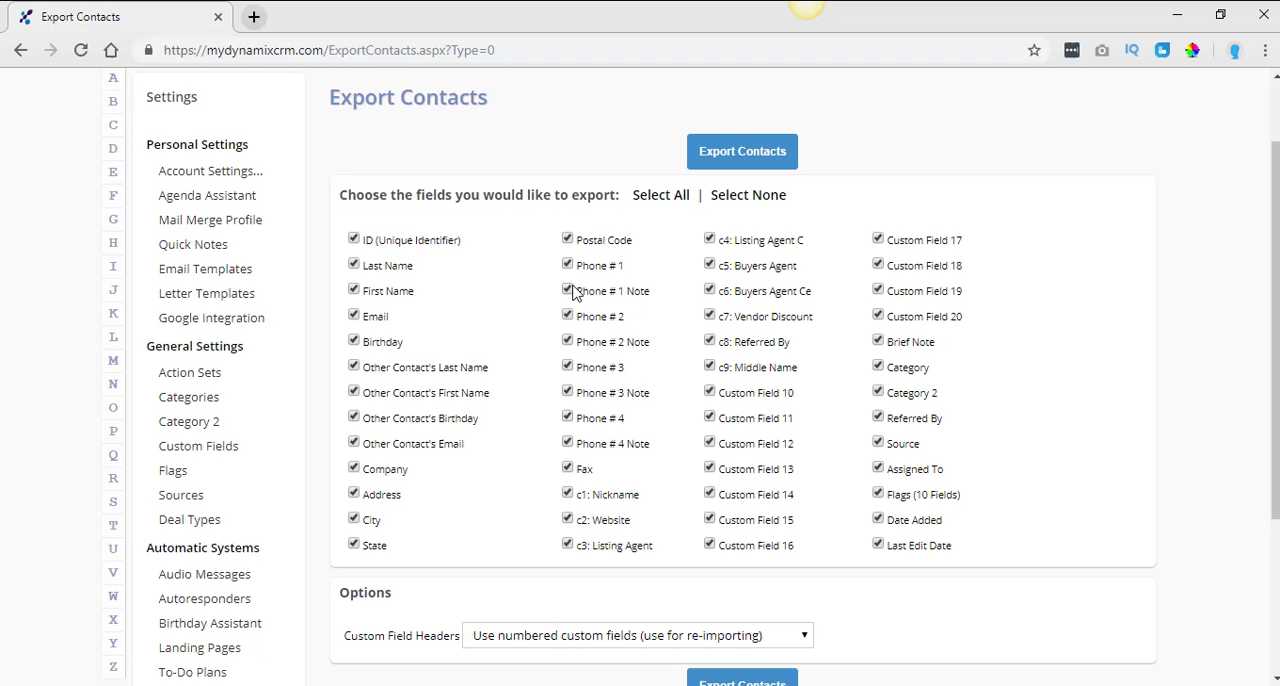 Export Contacts
https://mydynamixcrm.com/ExportContacts.aspx?Type=0
IQ
A
B
C
D
E
F
G
H
I
J
K
L
M
N
O
P
Q
R
S
T
U
V
W
X
Y
Z
Settings
Personal Settings
Account Settings...
Agenda Assistant
Mail Merge Profile
Quick Notes
Email Templates
Letter Templates
Google Integration
General Settings
Action Sets
Categories
Category 2
Custom Fields
Flags
Sources
Deal Types
Automatic Systems
Audio Messages
Autoresponders
Birthday Assistant
Landing Pages
To-Do Plans
Export Contacts
Export Contacts
Choose the fields you would like to export: Select All | Select None
ID (Unique Identifier)
Last Name
First Name
Email
Birthday
Other Contact's Last Name
Other Contact's First Name
Other Contact's Birthday
Other Contact's Email
Company
Address
City
State
Postal Code
Phone # 1
Phone # 1 Note
Phone # 2
Phone # 2 Note
Phone # 3
Phone # 3 Note
Phone # 4
Phone # 4 Note
Fax
c1: Nickname
c2: Website
c3: Listing Agent
c4: Listing Agent C
c5: Buyers Agent
c6: Buyers Agent Ce
c7: Vendor Discount
c8: Referred By
c9: Middle Name
Custom Field 10
Custom Field 11
Custom Field 12
Custom Field 13
Custom Field 14
Custom Field 15
Custom Field 16
Custom Field 17
Custom Field 18
Custom Field 19
Custom Field 20
Brief Note
Category
Category 2
Referred By
Source
Assigned To
Flags (10 Fields)
Date Added
Last Edit Date
Options
Custom Field Headers Use numbered custom fields (use for re-importing)
Export Contacts